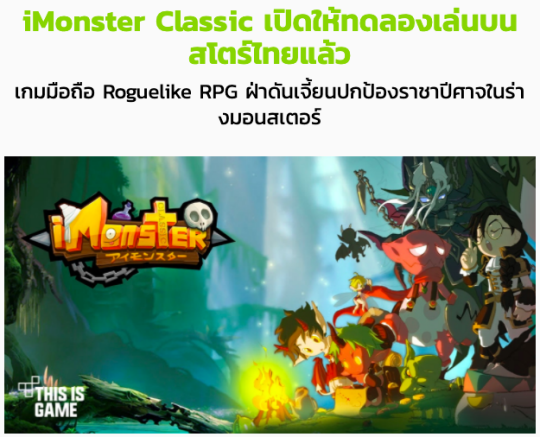 iMonster Classic เปิดให้ทดลองเล่นบน
สโตร์ไทยแล้ว
เกมมือถือ Roguelike RPG ฝ่าดันเจี้ยนปกป้องราชาปีศาจในร่า
งมอนสเตอร์
iMonster
アイモンスター
THIS IS
GAME